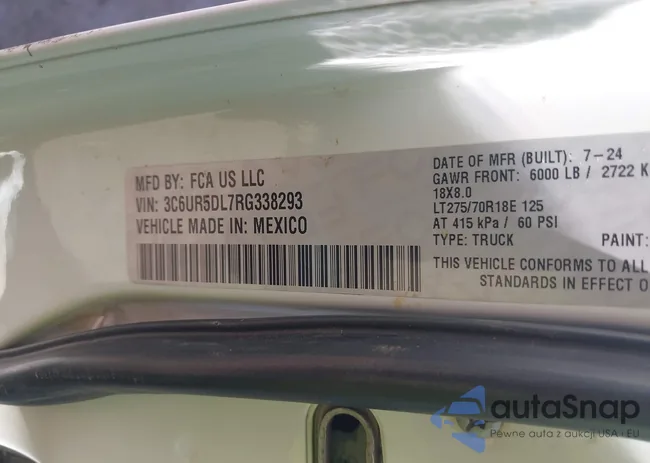 MFD BY: FCA US LLC
VIN: 3C6UR5DL7RG338293
VEHICLE MADE IN: MEXICO
DATE OF MFR (BUILT): 7-24
GAWR FRONT: 6000 LB / 2722 K
18X8.0
LT275/70R18E 125
AT 415 kPa / 60 PSI
TYPE: TRUCK PAINT:
THIS VEHICLE CONFORMS TO ALL
STANDARDS IN EFFECT O
autaSnap
Pewne auta z aukcji USA i EU